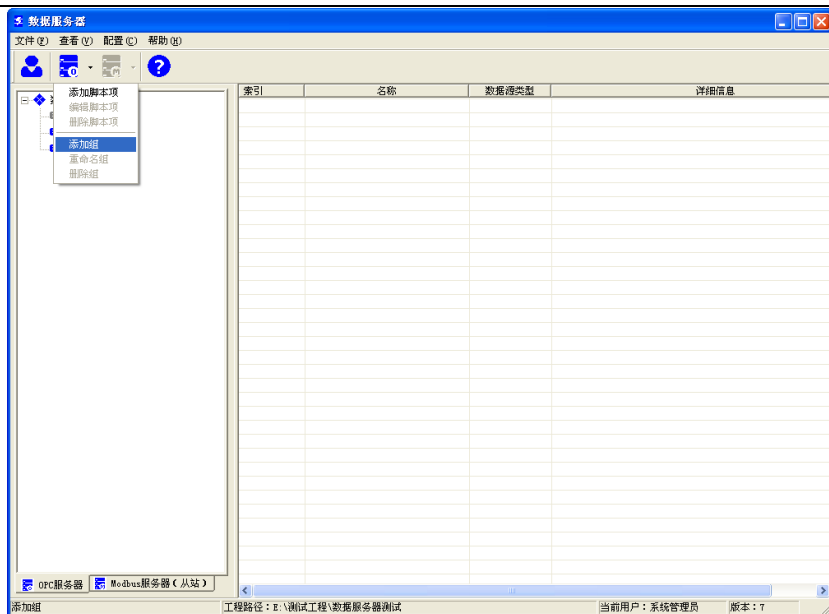 数据服务器
文件(F) 查看(V) 配置(C) 帮助(H)
添加脚本项
编辑脚本项
删除脚本项
添加组
重命名组
删除组
索引 名称 数据源类型 详细信息
OPC服务器 Modbus服务器(从站)
添加组 工程路径：E:\测试工程\数据服务器测试 当前用户：系统管理员 版本：7